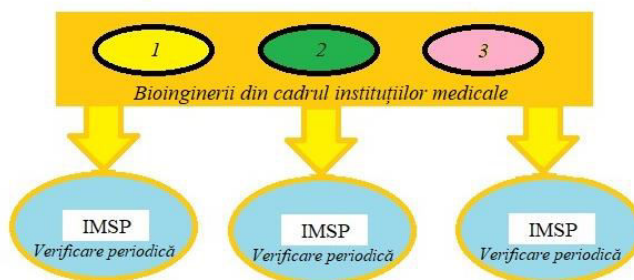 1 2 3
Bioinginerii din cadrul instituțiilor medicale
IMSP IMSP IMSP
Verificare periodică Verificare periodică Verificare periodică